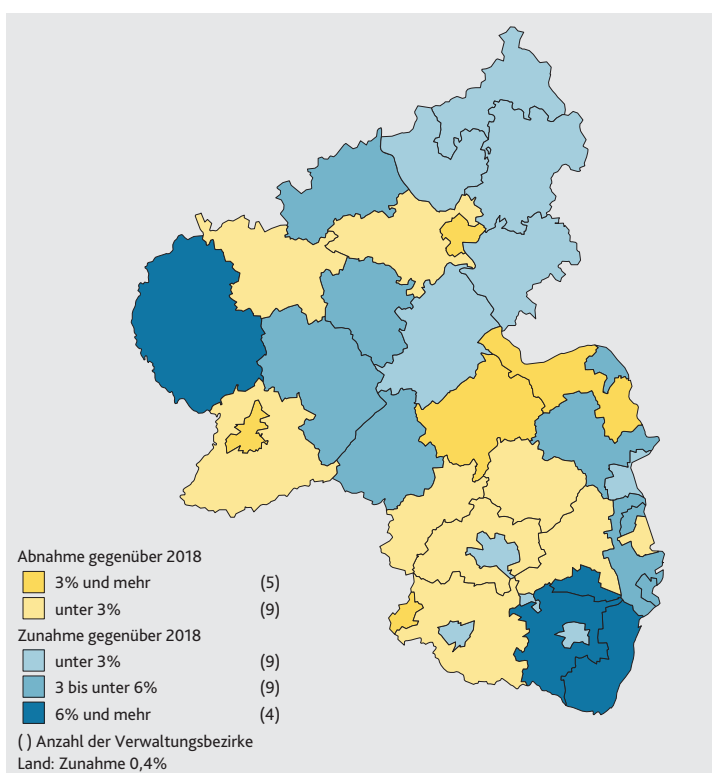 Abnahme gegenüber 2018
3% und mehr (5)
unter 3% (9)
Zunahme gegenüber 2018
unter 3% (9)
3 bis unter 6% (9)
6% und mehr (4)
( ) Anzahl der Verwaltungsbezirke
Land: Zunahme 0,4%